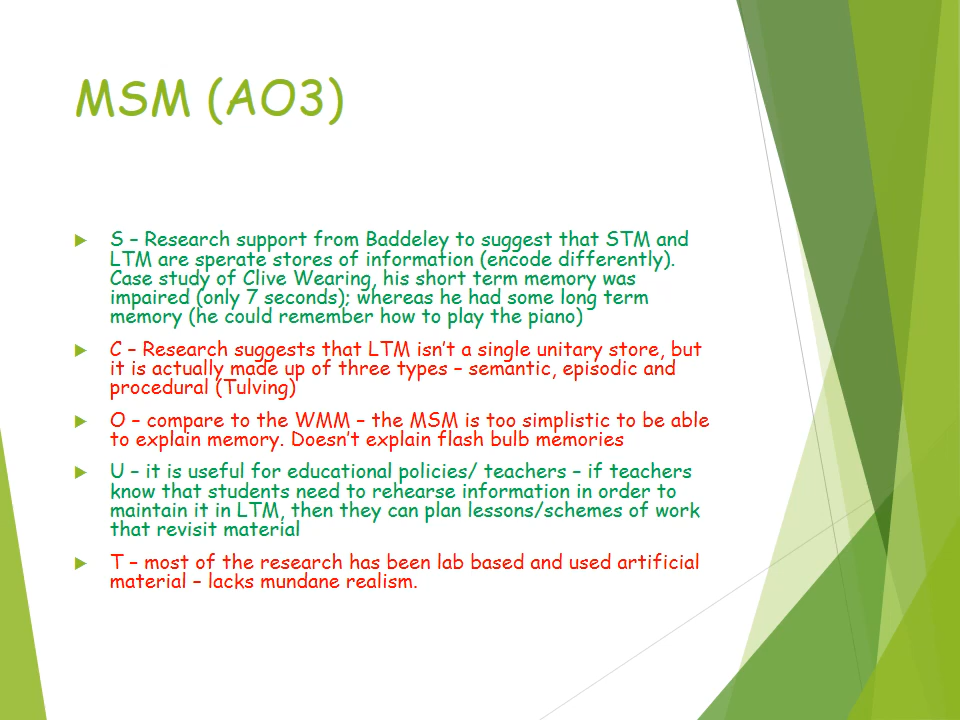 MSM (AO3)
S – Research support from Baddeley to suggest that STM and
LTM are sperate stores of information (encode differently).
Case study of Clive Wearing, his short term memory was
impaired (only 7 seconds); whereas he had some long term
memory (he could remember how to play the piano)
C – Research suggests that LTM isn't a single unitary store, but
it is actually made up of three types – semantic, episodic and
procedural (Tulving)
O – compare to the WMM – the MSM is too simplistic to be able
to explain memory. Doesn't explain flash bulb memories
U – it is useful for educational policies/ teachers – if teachers
know that students need to rehearse information in order to
maintain it in LTM, then they can plan lessons/schemes of work
that revisit material
T – most of the research has been lab based and used artificial
material – lacks mundane realism.